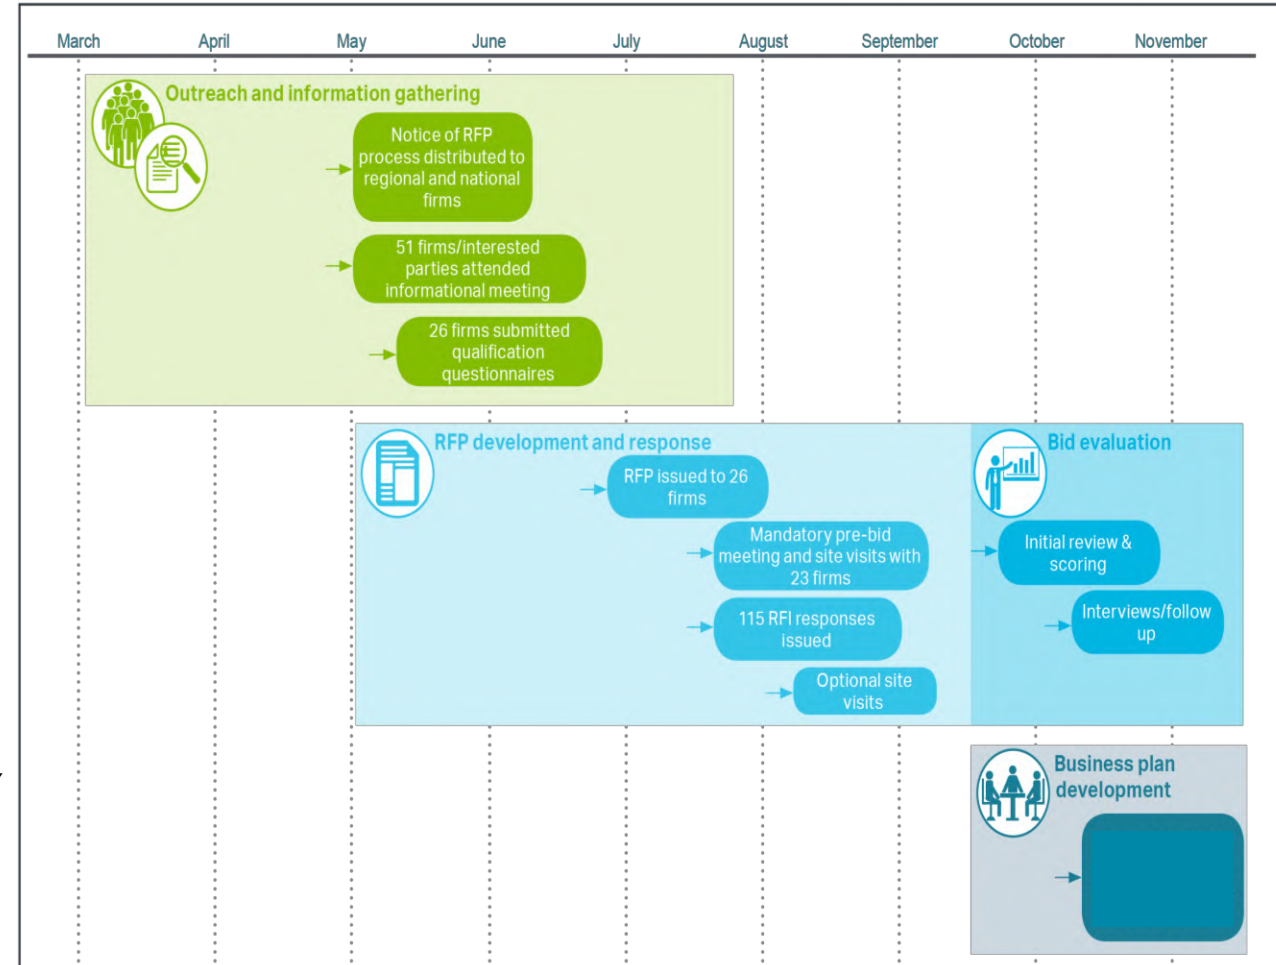 March April May June July August September October November
Outreach and information gathering
Notice of RFP
process distributed to
regional and national
firms
51 firms/interested
parties attended
informational meeting
26 firms submitted
qualification
questionnaires
RFP development and response
RFP issued to 26
firms
Mandatory pre-bid
meeting and site visits with
23 firms
115 RFI responses
issued
Optional site
visits
Bid evaluation
Initial review &
scoring
Interviews/follow
up
Business plan
development